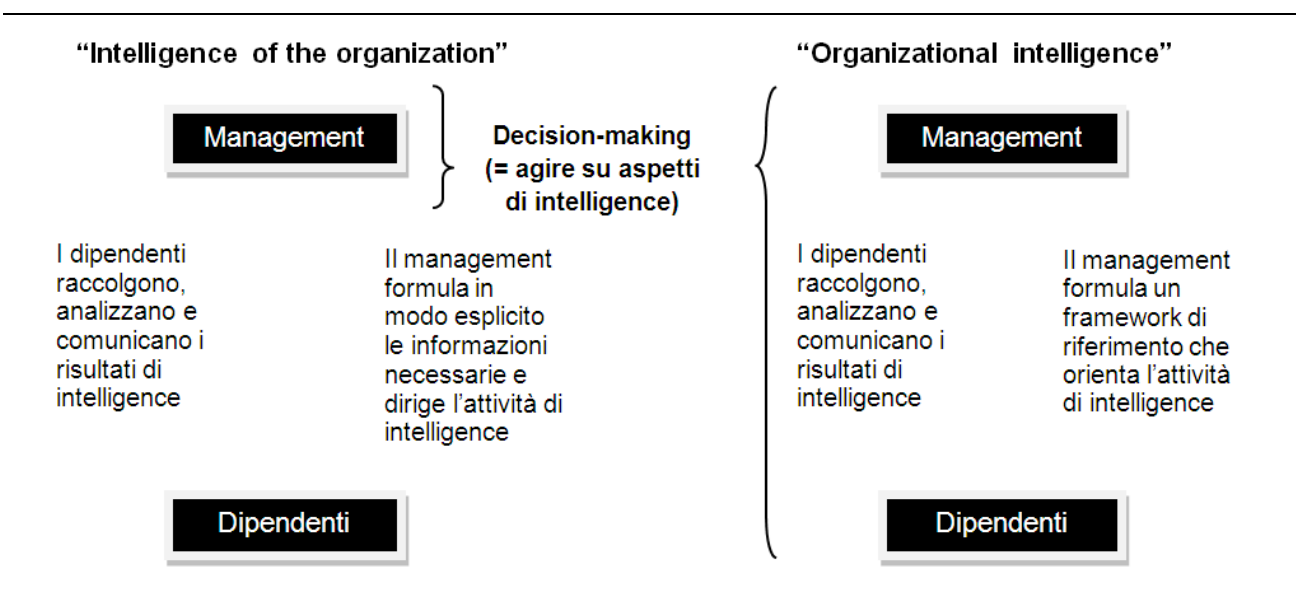 “Intelligence of the organization”
“Organizational intelligence”
Management
Decision-making
(= agire su aspetti
di intelligence)
Management
I dipendenti
raccolgono,
analizzano e
comunicano i
risultati di
intelligence
Il management
formula in
modo esplicito
le informazioni
necessarie e
dirige l’attività di
intelligence
I dipendenti
raccolgono,
analizzano e
comunicano i
risultati di
intelligence
Il management
formula un
framework di
riferimento che
orienta l’attività
di intelligence
Dipendenti
Dipendenti